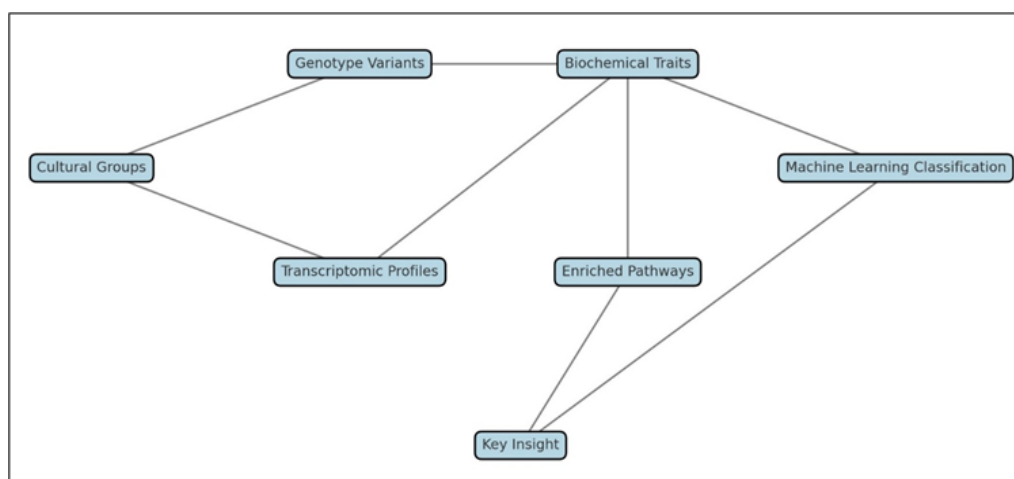 Genotype Variants
Biochemical Traits
Cultural Groups
Machine Learning Classification
Transcriptomic Profiles
Enriched Pathways
Key Insight